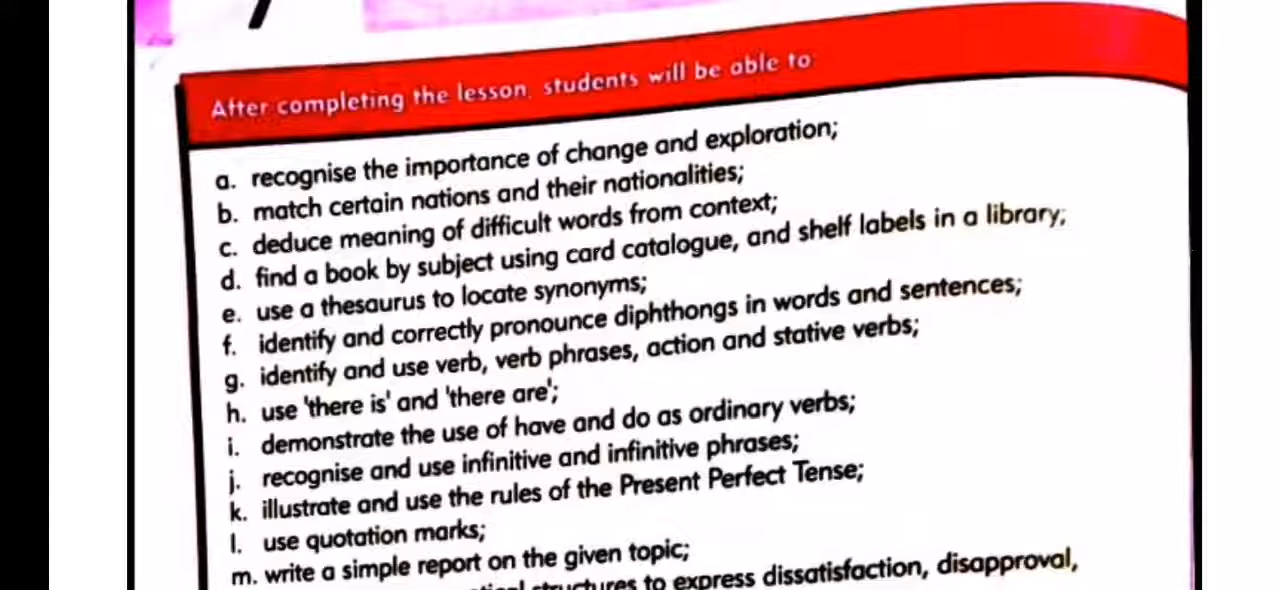 After completing the lesson, students will be able to
a. recognise the importance of change and exploration;
b. match certain nations and their nationalities;
c. deduce meaning of difficult words from context;
d. find a book by subject using card catalogue, and shelf labels in a library;
e. use a thesaurus to locate synonyms;
f. identify and correctly pronounce diphthongs in words and sentences;
g. identify and use verb, verb phrases, action and stative verbs;
h. use 'there is' and 'there are';
i. demonstrate the use of have and do as ordinary verbs;
j. recognise and use infinitive and infinitive phrases;
k. illustrate and use the rules of the Present Perfect Tense;
l. use quotation marks;
m. write a simple report on the given topic;
structures to express dissatisfaction, disapproval,